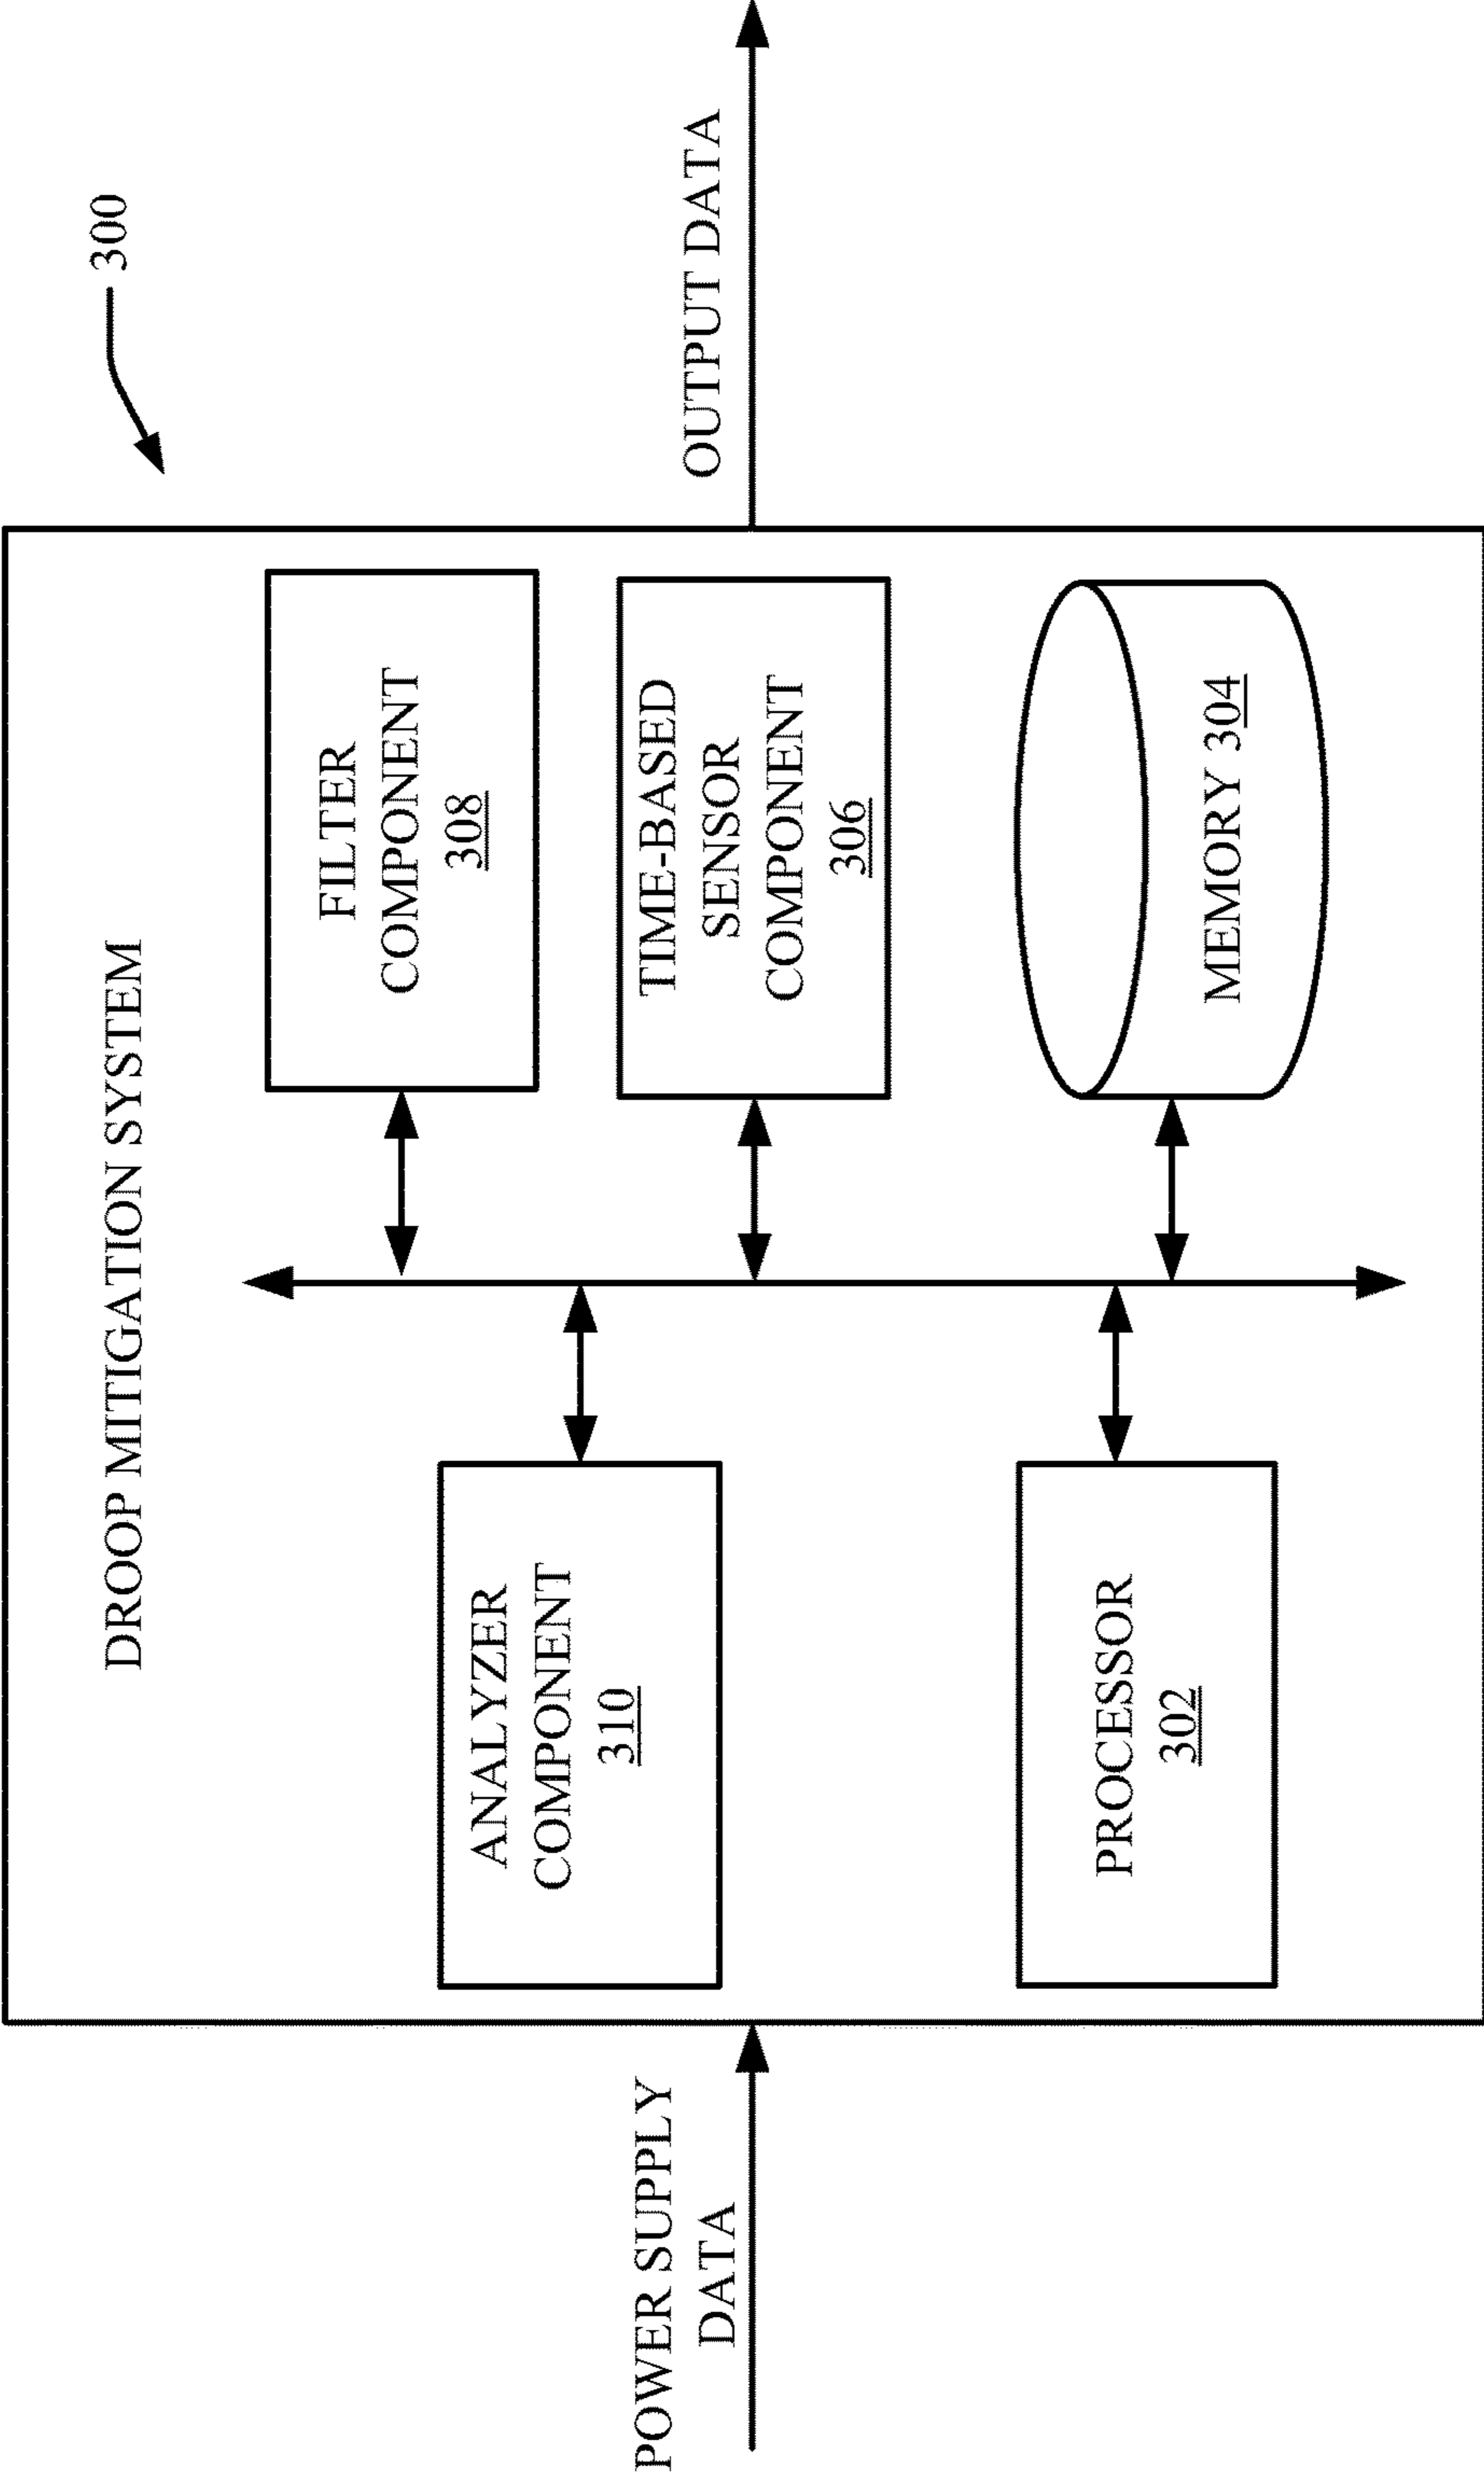 300
DROOP MITIGATION SYSTEM
POWER SUPPLY
DATA
OUTPUT DATA
ANALYZER
COMPONENT
310
FILTER
COMPONENT
308
TIME-BASED
SENSOR
COMPONENT
306
PROCESSOR
302
MEMORY 304